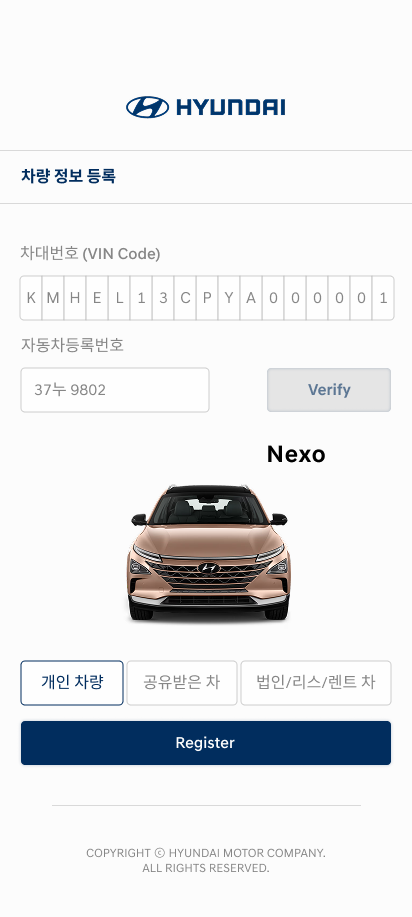 HYUNDAI
차량 정보 등록
차대번호 (VIN Code)
K M H E L 1 3 C P Y A 0 0 0 0 0 1
자동차등록번호
37누 9802 Verify
Nexo
개인 차량 공유받은 차 법인/리스/렌트 차
Register
COPYRIGHT ⓒ HYUNDAI MOTOR COMPANY.
ALL RIGHTS RESERVED.